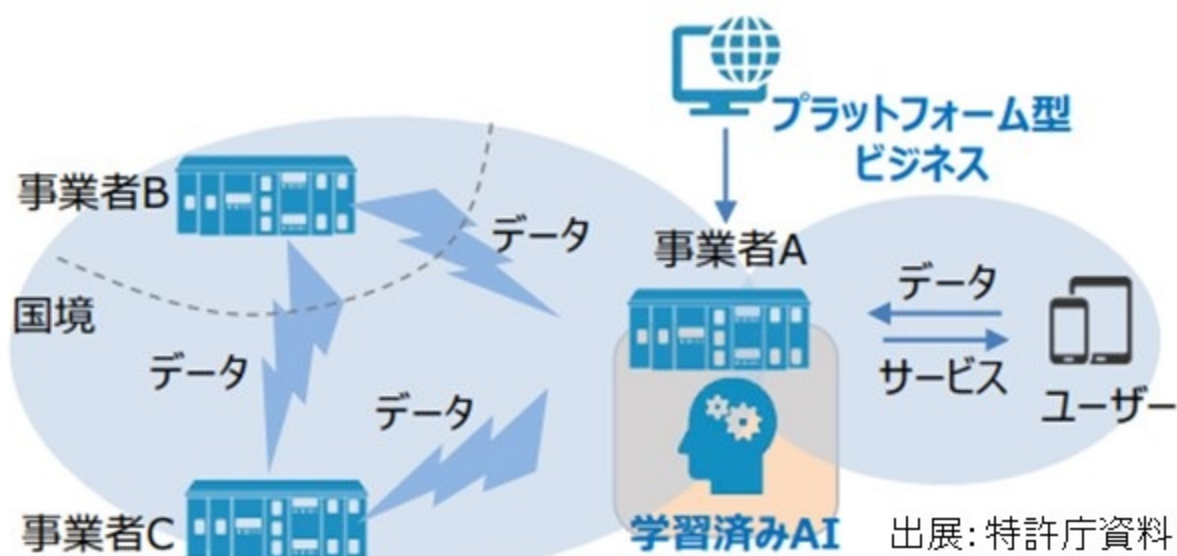 プラットフォーム型
ビジネス
事業者B
データ
事業者A
データ
国境
データ
サービス
データ
ユーザー
事業者C
学習済みAI
出展：特許庁資料